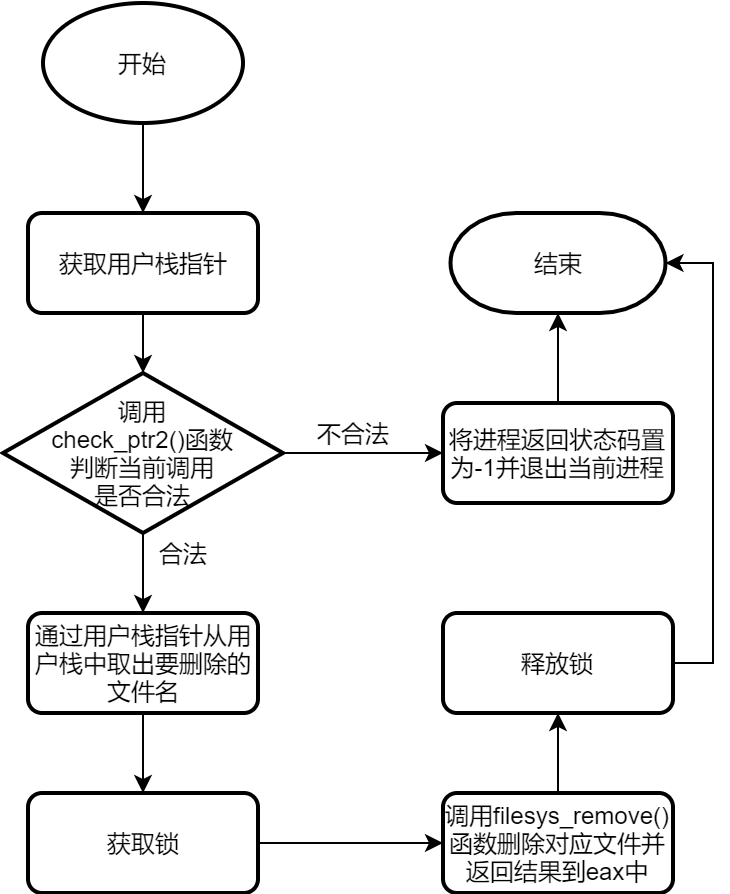 开始
获取用户栈指针
结束
调用
check_ptr2()函数
判断当前调用
是否合法
不合法
将进程返回状态码置
为-1并退出当前进程
合法
通过用户栈指针从用
户栈中取出要删除的
文件名
释放锁
获取锁
调用filesys_remove()
函数删除对应文件并
返回结果到eax中